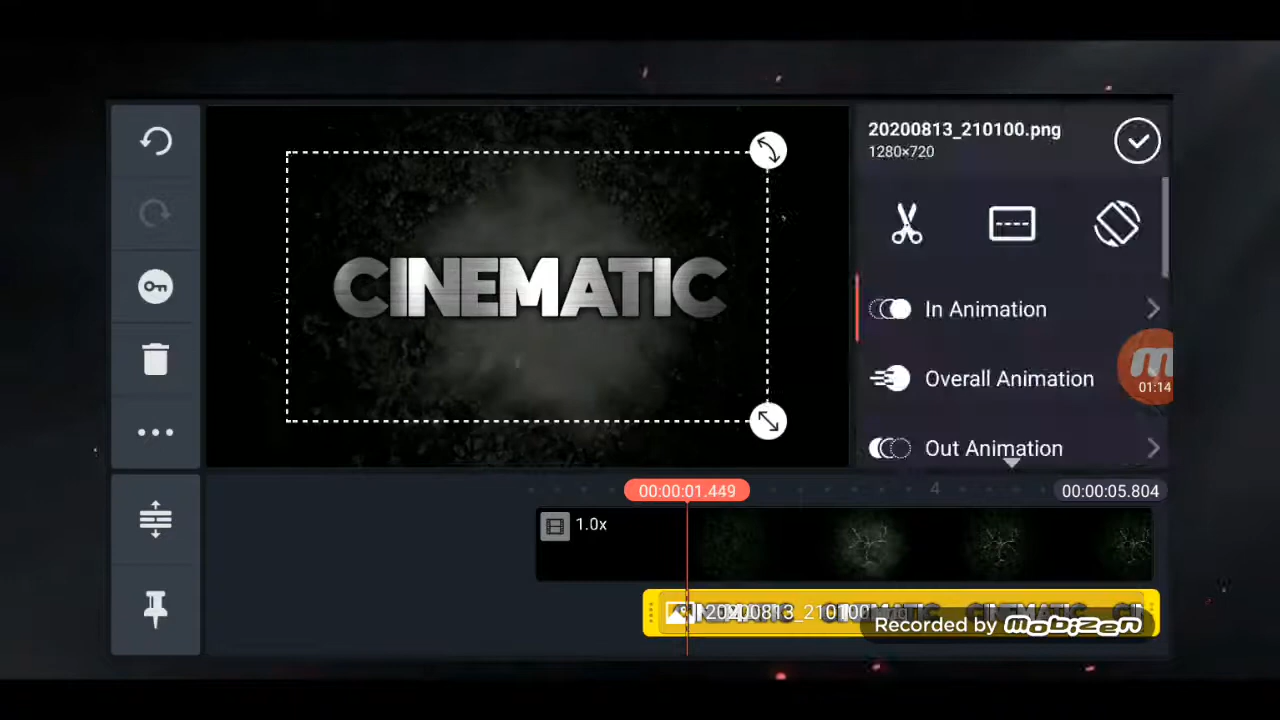 20200813_210100.png
1280×720
CINEMATIC
In Animation
Overall Animation
01:14
Out Animation
00:00:01.449
4
00:00:05.804
1.0x
20200813_210100
Recorded by mobizen